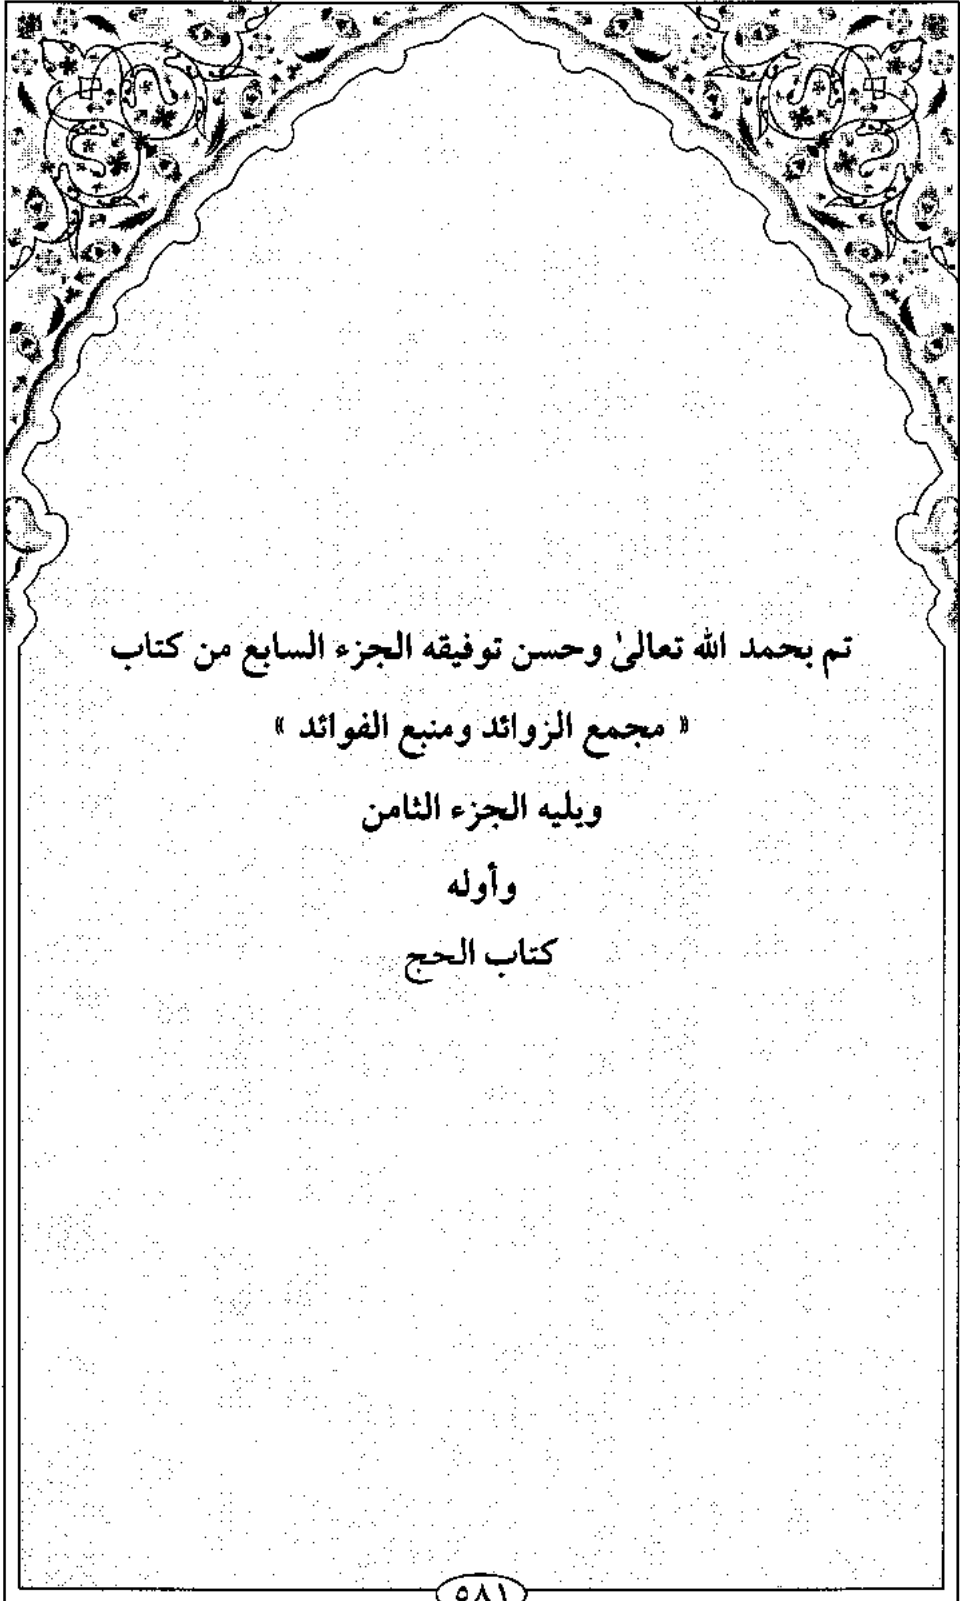 تم بحمد الله تعالىٰ وحسن توفيقه الجزء السابع من كتاب
« مجمع الزوائد ومنبع الفوائد »
ويليه الجزء الثامن
وأوله
كتاب الحج
٥٨١